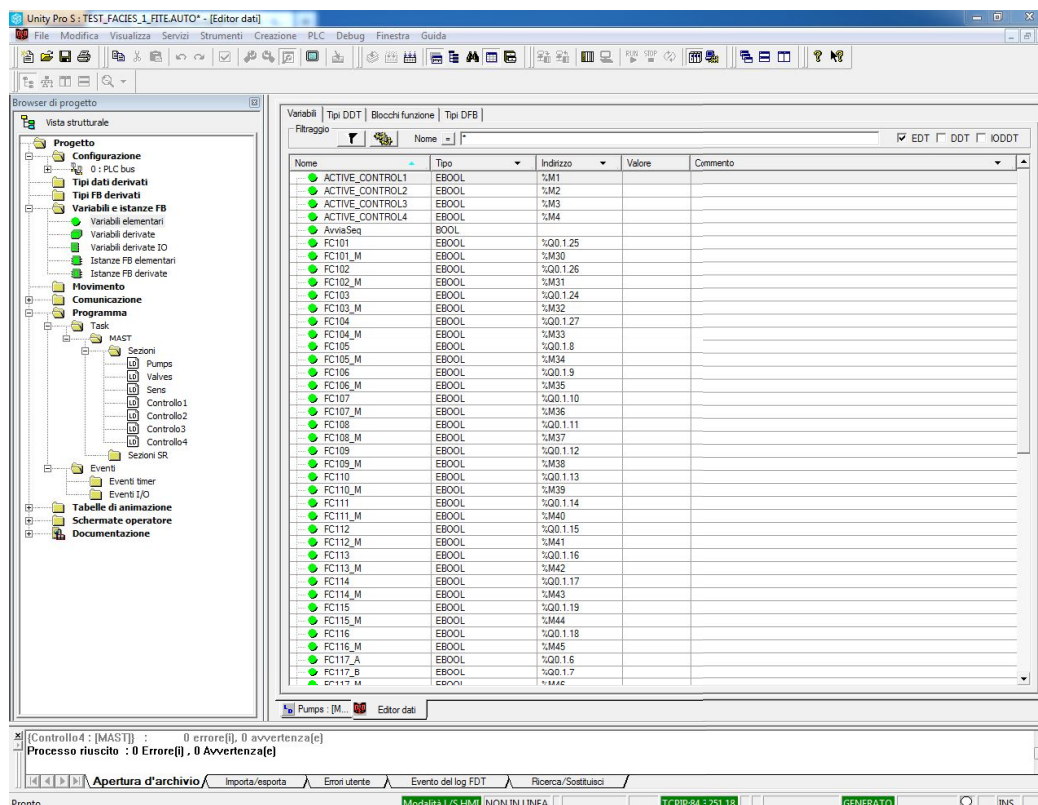 Unity Pro S : TEST_FACIES_1_FITE.AUTO* - [Editor dati]
File Modifica Visualizza Servizi Strumenti Creazione PLC Debug Finestra Guida
Browser di progetto
Vista strutturale
Progetto
Configurazione
0 : PLC bus
Tipi dati derivati
Tipi FB derivati
Variabili e istanze FB
Variabili elementari
Variabili derivate
Variabili derivate IO
Istanze FB elementari
Istanze FB derivate
Movimento
Comunicazione
Programma
Task
MAST
Sezioni
Pumps
Valves
Sens
Controllo1
Controllo2
Controlo3
Controllo4
Sezioni SR
Eventi
Eventi timer
Eventi I/O
Tabelle di animazione
Schermate operatore
Documentazione
Variabili Tipi DDT Blocchi funzione Tipi DFB
Filtraggio
Nome = * EDT DDT IODDT
Nome Tipo Indirizzo Valore Commento
ACTIVE_CONTROL1 EBOOL %M1
ACTIVE_CONTROL2 EBOOL %M2
ACTIVE_CONTROL3 EBOOL %M3
ACTIVE_CONTROL4 EBOOL %M4
AvviaSeq BOOL
FC101 EBOOL %Q0.1.25
FC101_M EBOOL %M30
FC102 EBOOL %Q0.1.26
FC102_M EBOOL %M31
FC103 EBOOL %Q0.1.24
FC103_M EBOOL %M32
FC104 EBOOL %Q0.1.27
FC104_M EBOOL %M33
FC105 EBOOL %Q0.1.8
FC105_M EBOOL %M34
FC106 EBOOL %Q0.1.9
FC106_M EBOOL %M35
FC107 EBOOL %Q0.1.10
FC107_M EBOOL %M36
FC108 EBOOL %Q0.1.11
FC108_M EBOOL %M37
FC109 EBOOL %Q0.1.12
FC109_M EBOOL %M38
FC110 EBOOL %Q0.1.13
FC110_M EBOOL %M39
FC111 EBOOL %Q0.1.14
FC111_M EBOOL %M40
FC112 EBOOL %Q0.1.15
FC112_M EBOOL %M41
FC113 EBOOL %Q0.1.16
FC113_M EBOOL %M42
FC114 EBOOL %Q0.1.17
FC114_M EBOOL %M43
FC115 EBOOL %Q0.1.19
FC115_M EBOOL %M44
FC116 EBOOL %Q0.1.18
FC116_M EBOOL %M45
FC117_A EBOOL %Q0.1.6
FC117_B EBOOL %Q0.1.7
FC117_M EBOOL %M46
Pumps : [M... Editor dati
{Controllo4 : [MAST]} : 0 errore(i), 0 avvertenza(e)
Processo riuscito : 0 Errore(i) , 0 Avvertenza(e)
Apertura d'archivio Importa/esporta Errori utente Evento del log FDT Ricerca/Sostituisci
Pronto Modalità L/S HMI NON IN LINEA GENERATO INS